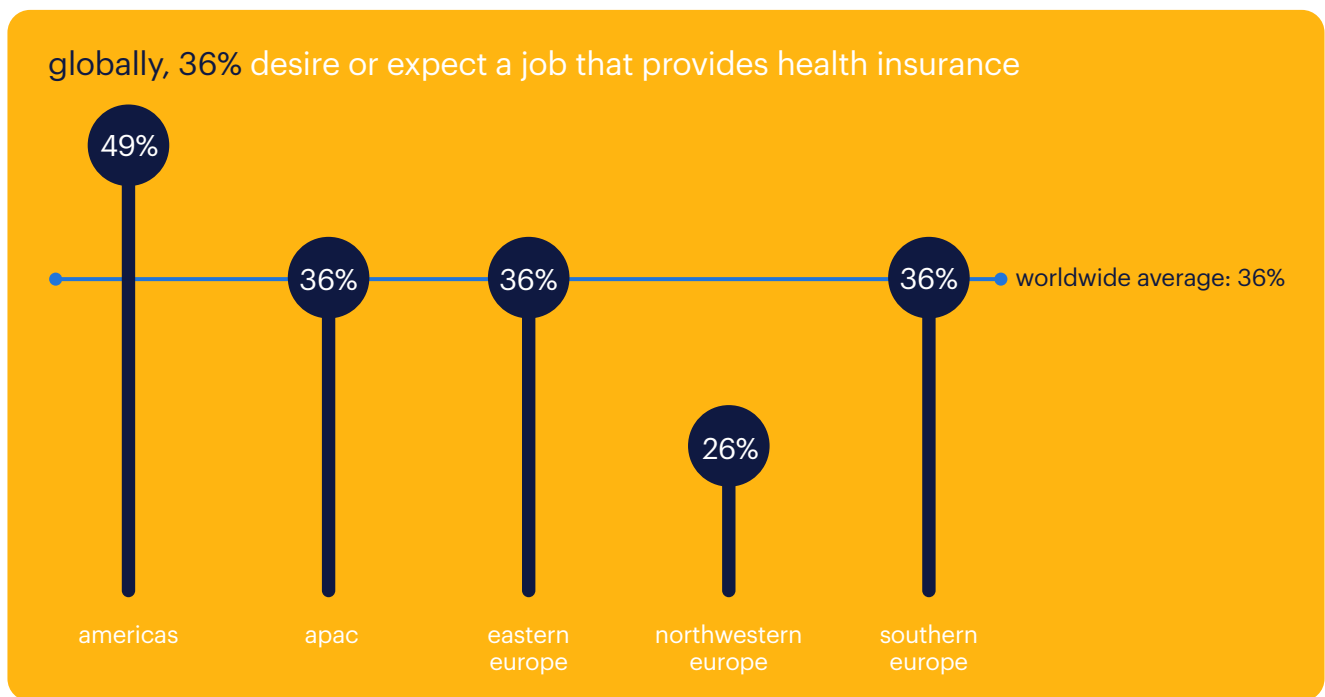 globally, 36% desire or expect a job that provides health insurance
49%
36%
36%
36%
worldwide average: 36%
26%
americas
apac
eastern
europe
northwestern
europe
southern
europe